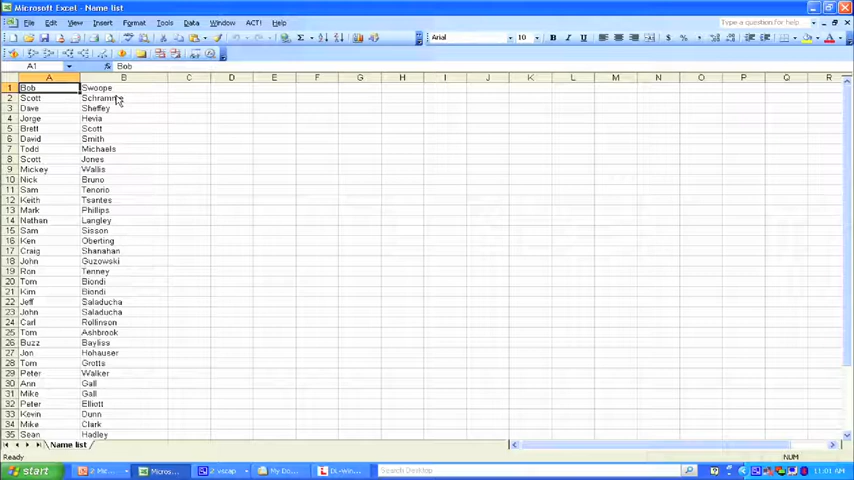 Microsoft Excel - Name list
File Edit View Insert Format Tools Data Window ACT! Help Type a question for help
Arial 10
A1 fx Bob
A B C D E F G H I J K L M N O P Q R
1 Bob Swoope
2 Scott
3 Dave Sheffey
4 Jorge Hevia
5 Brett Scott
6 David Smith
7 Todd Michaels
8 Scott Jones
9 Mickey Wallis
10 Nick Bruno
11 Sam Tenorio
12 Keith Tsantes
13 Mark Phillips
14 Nathan Langley
15 Sam Sisson
16 Ken Oberting
17 Craig Shanahan
18 John Guzowski
19 Ron Tenney
20 Tom Biondi
21 Kim Biondi
22 Jeff Saladucha
23 John Saladucha
24 Carl Rollinson
25 Tom Ashbrook
26 Buzz Bayliss
27 Jon Hohauser
28 Tom Grotts
29 Peter Walker
30 Ann Gall
31 Mike Gall
32 Peter Elliott
33 Kevin Dunn
34 Mike Clark
35 Sean Hadley
Name list
Ready NUM
start 2 Mic... Micros... 2 vscap My Do... DL-Win... Search Desktop 11:01 AM